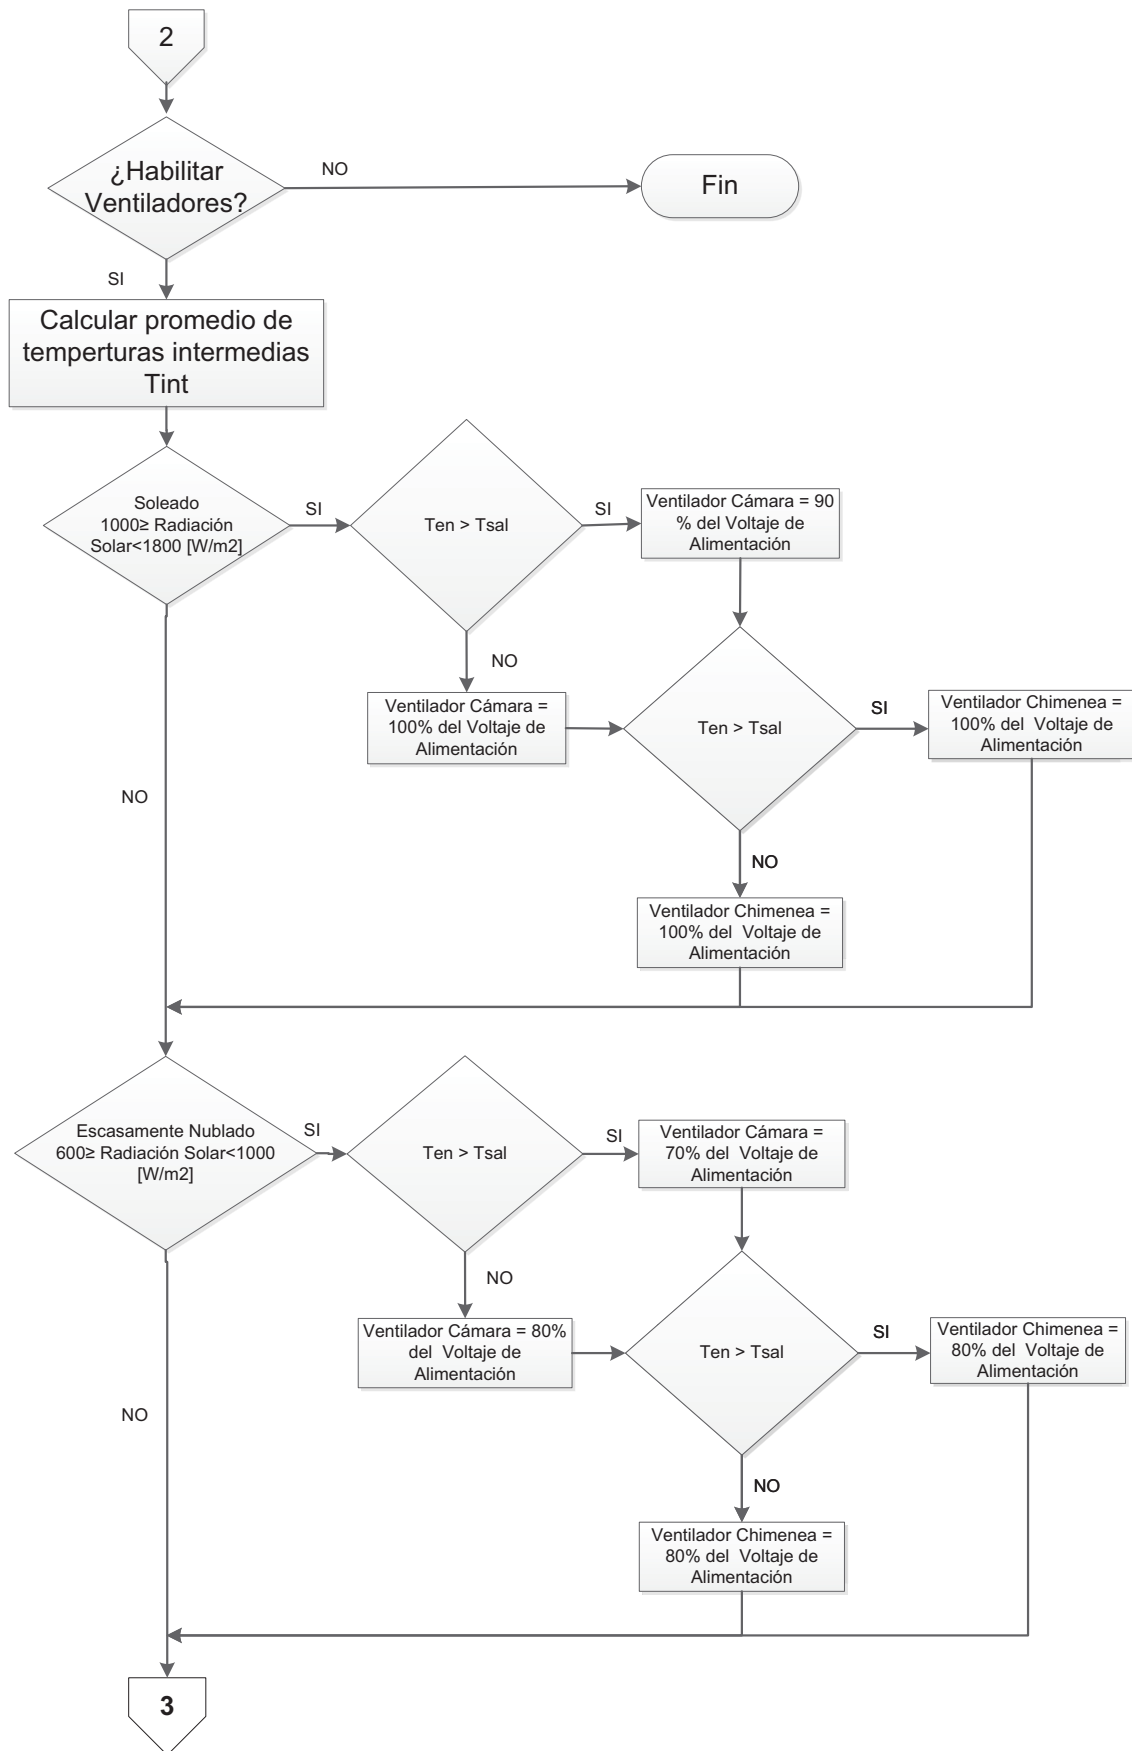 2
¿Habilitar
Ventiladores?
NO
Fin
SI
Calcular promedio de
temperturas intermedias
Tint
Soleado
1000≥ Radiación
Solar<1800 [W/m2]
SI
Ten > Tsal
SI
Ventilador Cámara = 90
% del Voltaje de
Alimentación
NO
Ventilador Cámara =
100% del Voltaje de
Alimentación
Ten > Tsal
SI
Ventilador Chimenea =
100% del Voltaje de
Alimentación
NO
NO
Ventilador Chimenea =
100% del Voltaje de
Alimentación
Escasamente Nublado
600≥ Radiación Solar<1000
[W/m2]
SI
Ten > Tsal
SI
Ventilador Cámara =
70% del Voltaje de
Alimentación
NO
Ventilador Cámara = 80%
del Voltaje de
Alimentación
Ten > Tsal
SI
Ventilador Chimenea =
80% del Voltaje de
Alimentación
NO
NO
Ventilador Chimenea =
80% del Voltaje de
Alimentación
3